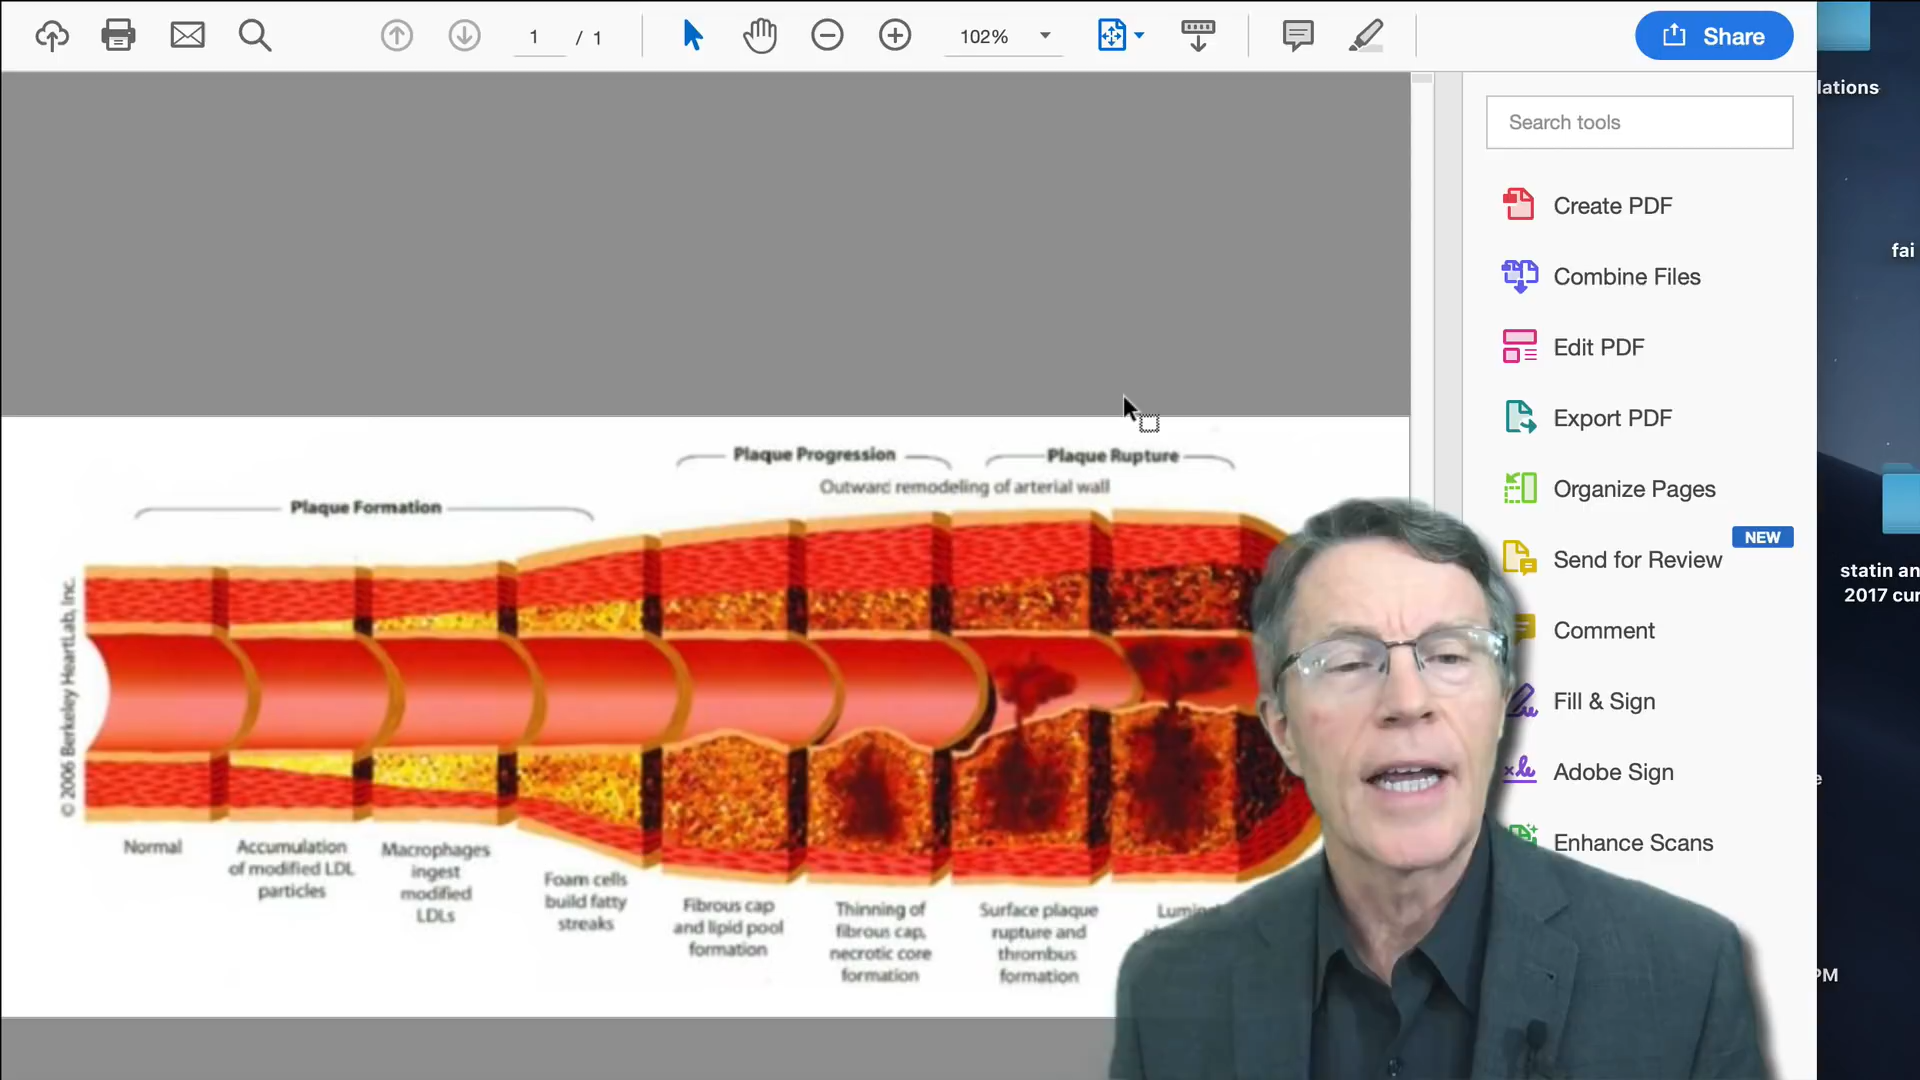 1 / 1
102%
Share
lations
Search tools
Create PDF
fai
Combine Files
Edit PDF
Export PDF
Plaque Progression
Plaque Rupture
Outward remodeling of arterial wall
Organize Pages
Plaque Formation
NEW
Send for Review
statin an
2017 cur
Comment
© 2006 Berkeley HeartLab, Inc.
Fill & Sign
Adobe Sign
Enhance Scans
Normal
Accumulation
of modified LDL
particles
Macrophages
ingest
modified
LDLs
Foam cells
build fatty
streaks
Fibrous cap
and lipid pool
formation
Thinning of
fibrous cap,
necrotic core
formation
Surface plaque
rupture and
thrombus
formation
PM